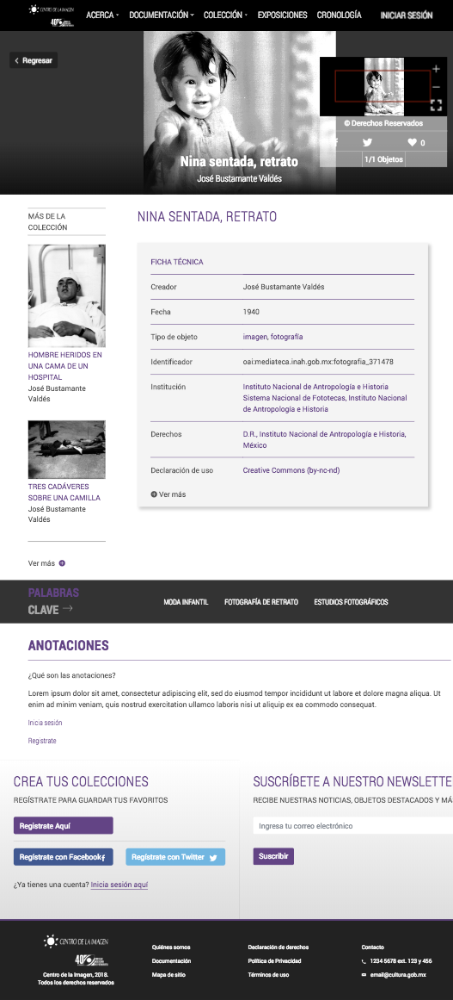 CENTRO DE LA IMAGEN
40
ACERCA
DOCUMENTACIÓN
COLECCIÓN
EXPOSICIONES
CRONOLOGÍA
INICIAR SESIÓN
Regresar
© Derechos Reservados
0
1/1 Objetos
Nina sentada, retrato
José Bustamante Valdés
MÁS DE LA
COLECCIÓN
HOMBRE HERIDOS EN
UNA CAMA DE UN
HOSPITAL
José Bustamante
Valdés
TRES CADÁVERES
SOBRE UNA CAMILLA
José Bustamante
Valdés
Ver más
NINA SENTADA, RETRATO
FICHA TÉCNICA
Creador José Bustamante Valdés
Fecha 1940
Tipo de objeto imagen, fotografía
Identificador oai:mediateca.inah.gob.mx:fotografia_371478
Institución Instituto Nacional de Antropología e Historia
Sistema Nacional de Fototecas, Instituto Nacional
de Antropología e Historia
Derechos D.R., Instituto Nacional de Antropología e Historia,
México
Declaración de uso Creative Commons (by-nc-nd)
Ver más
PALABRAS
CLAVE
MODA INFANTIL
FOTOGRAFÍA DE RETRATO
ESTUDIOS FOTOGRÁFICOS
ANOTACIONES
¿Qué son las anotaciones?
Lorem ipsum dolor sit amet, consectetur adipiscing elit, sed do eiusmod tempor incididunt ut labore et dolore magna aliqua. Ut
enim ad minim veniam, quis nostrud exercitation ullamco laboris nisi ut aliquip ex ea commodo consequat.
Inicia sesión
Registrate
CREA TUS COLECCIONES
REGÍSTRATE PARA GUARDAR TUS FAVORITOS
Registrate Aquí
Regístrate con Facebook
Regístrate con Twitter
¿Ya tienes una cuenta? Inicia sesión aquí
SUSCRÍBETE A NUESTRO NEWSLETTE
RECIBE NUESTRAS NOTICIAS, OBJETOS DESTACADOS Y MÁ
Ingresa tu correo electrónico
Suscribir
CENTRO DE LA IMAGEN
40
Centro de la Imagen, 2018.
Todos los derechos reservados
Quiénes somos
Documentación
Mapa de sitio
Declaración de derechos
Política de Privacidad
Términos de uso
Contacto
1234 5678 ext. 123 y 456
email@cultura.gob.mx